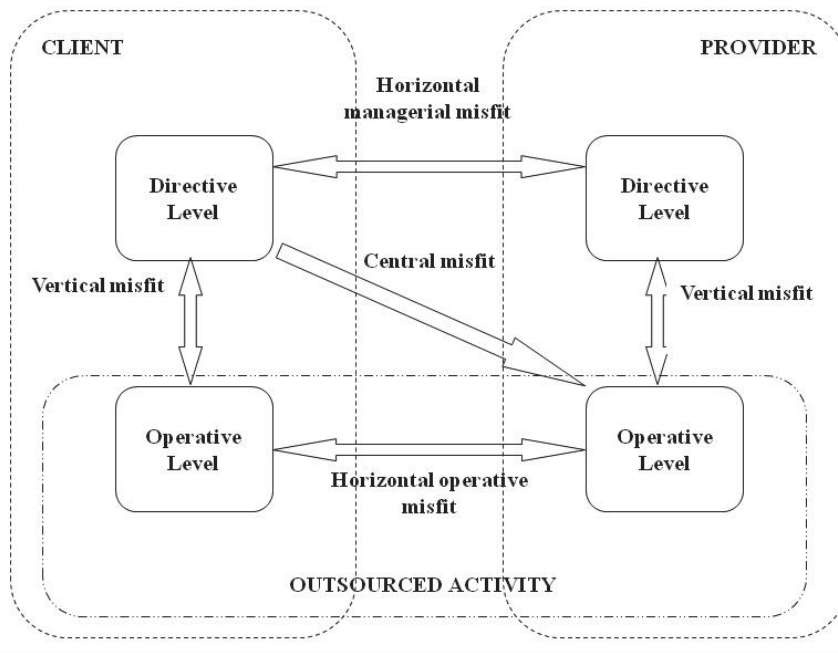 CLIENT
PROVIDER
Horizontal
managerial misfit
Directive
Level
Directive
Level
Central misfit
Vertical misfit
Vertical misfit
Operative
Level
Operative
Level
Horizontal operative
misfit
OUTSOURCED ACTIVITY